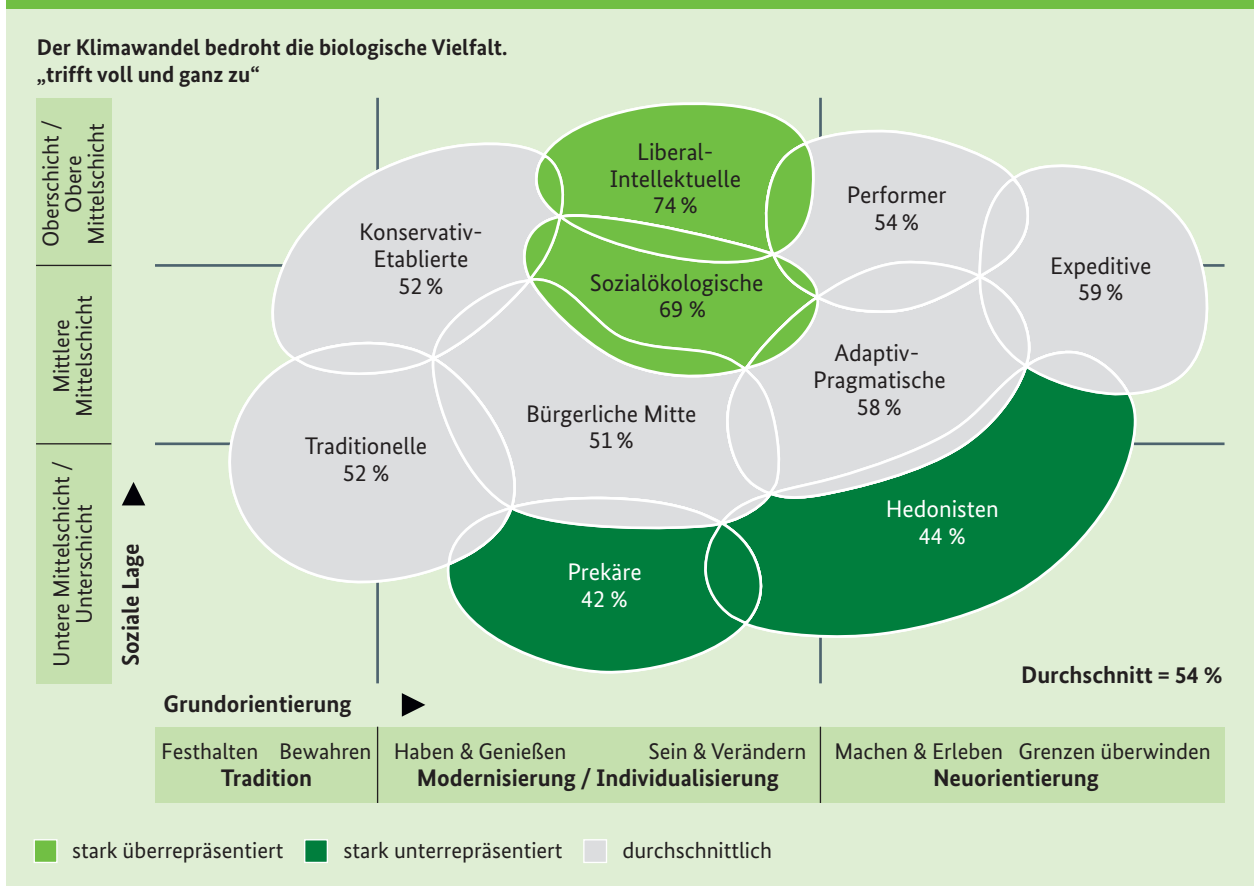 Der Klimawandel bedroht die biologische Vielfalt.
„trifft voll und ganz zu“
Oberschicht /
Obere
Mittelschicht
Mittlere
Mittelschicht
Untere Mittelschicht /
Unterschicht
Soziale Lage
Liberal-
Intellektuelle
74 %
Performer
54 %
Konservativ-
Etablierte
52 %
Sozialökologische
69 %
Expeditive
59 %
Adaptiv-
Pragmatische
58 %
Bürgerliche Mitte
51 %
Traditionelle
52 %
Hedonisten
44 %
Prekäre
42 %
Durchschnitt = 54 %
Grundorientierung
Festhalten Bewahren
Tradition
Haben & Genießen Sein & Verändern
Modernisierung / Individualisierung
Machen & Erleben Grenzen überwinden
Neuorientierung
stark überrepräsentiert stark unterrepräsentiert durchschnittlich